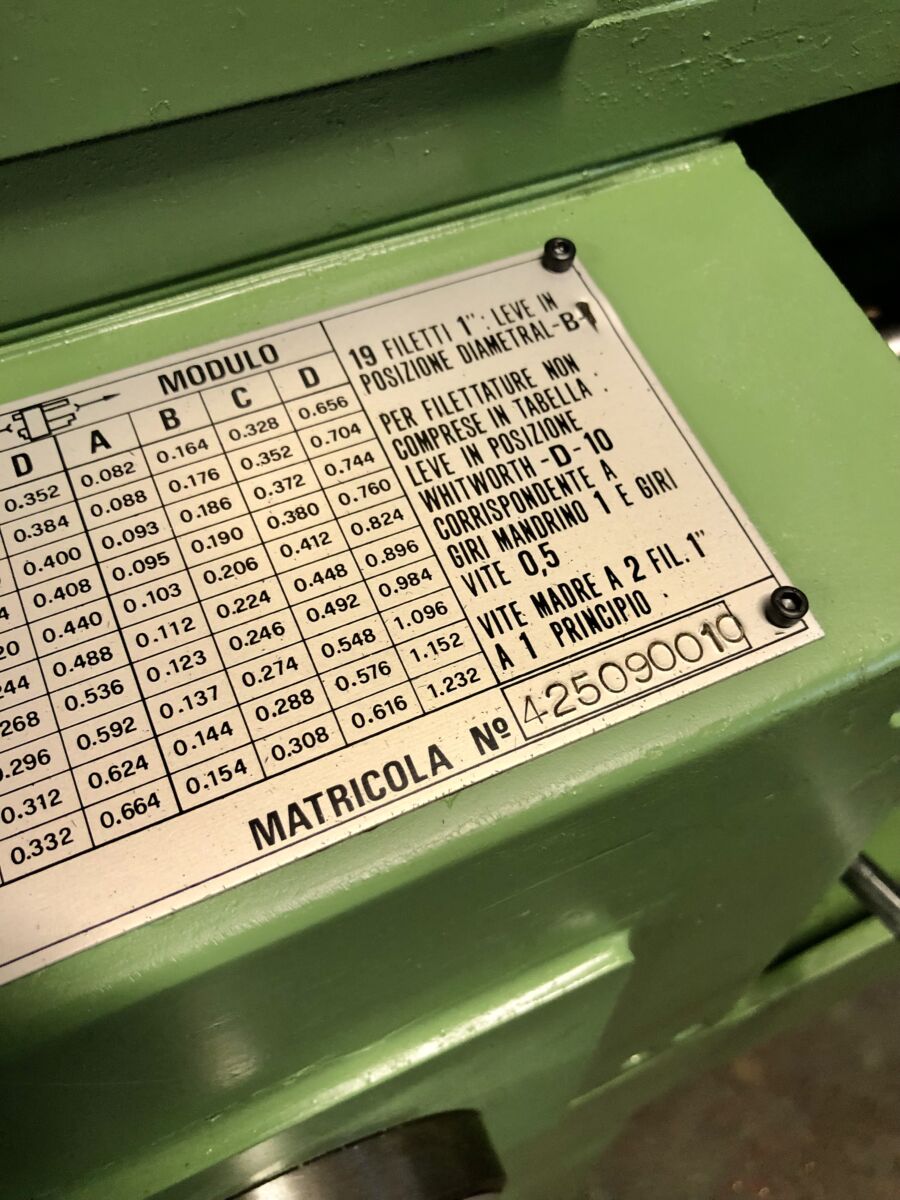 MODULO
D A B C D
0.352 0.082 0.164 0.328 0.656
0.384 0.088 0.176 0.352 0.704
0.400 0.093 0.186 0.372 0.744
0.408 0.095 0.190 0.380 0.760
20 0.440 0.103 0.206 0.412 0.824
244 0.488 0.112 0.224 0.448 0.896
268 0.536 0.123 0.246 0.492 0.984
.296 0.592 0.137 0.274 0.548 1.096
0.312 0.624 0.144 0.288 0.576 1.152
0.332 0.664 0.154 0.308 0.616 1.232
19 FILETTI 1" : LEVE IN
POSIZIONE DIAMETRAL-B-
PER FILETTATURE NON
COMPRESE IN TABELLA .
LEVE IN POSIZIONE
WHITWORTH -D-10
CORRISPONDENTE A
GIRI MANDRINO 1 E GIRI
VITE 0,5
VITE MADRE A 2 FIL. 1"
A 1 PRINCIPIO .
MATRICOLA Nº 425090010